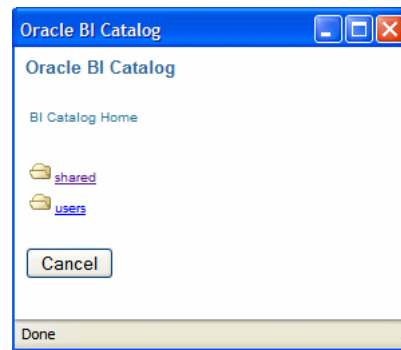 Oracle BI Catalog
Oracle BI Catalog
BI Catalog Home
shared
users
Cancel
Done